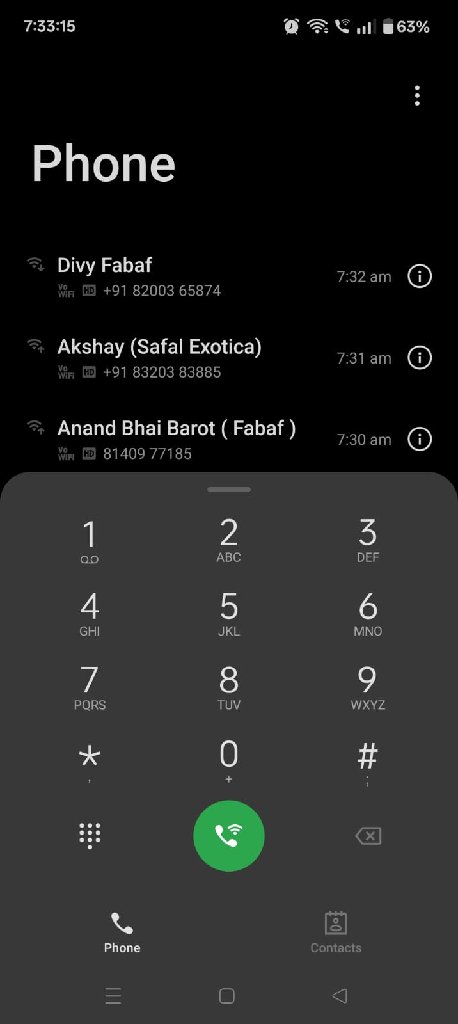 7:33:15
63%
Phone
Divy Fabaf
Vo WiFi HD +91 82003 65874
7:32 am
Akshay (Safal Exotica)
Vo WiFi HD +91 83203 83885
7:31 am
Anand Bhai Barot ( Fabaf )
Vo WiFi HD 81409 77185
7:30 am
1 2 3
ABC DEF
4 5 6
GHI JKL MNO
7 8 9
PQRS TUV WXYZ
* 0 #
, + ;
Phone Contacts